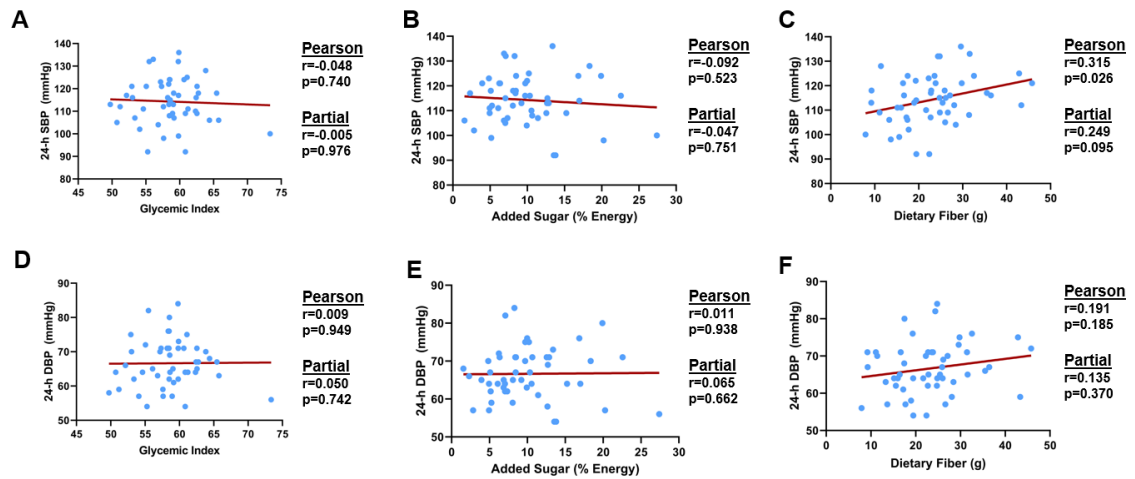 A
24-h SBP (mmHg)
140
130
120
110
100
90
80
45
50
55
60
65
70
75
Glycemic Index
Pearson
r=-0.048
p=0.740
Partial
r=-0.005
p=0.976
B
24-h SBP (mmHg)
140
120
100
80
0
5
10
15
20
25
30
Added Sugar (% Energy)
Pearson
r=-0.092
p=0.523
Partial
r=-0.047
p=0.751
C
24-h SBP (mmHg)
140
130
120
110
100
90
80
0
10
20
30
40
50
Dietary Fiber (g)
Pearson
r=0.315
p=0.026
Partial
r=0.249
p=0.095
D
24-h DBP (mmHg)
90
80
70
60
50
45
50
55
60
65
70
75
Glycemic Index
Pearson
r=0.009
p=0.949
Partial
r=0.050
p=0.742
E
24-h DBP (mmHg)
90
80
70
60
50
0
5
10
15
20
25
30
Added Sugar (% Energy)
Pearson
r=0.011
p=0.938
Partial
r=0.065
p=0.662
F
24-h DBP (mmHg)
90
80
70
60
50
0
10
20
30
40
50
Dietary Fiber (g)
Pearson
r=0.191
p=0.185
Partial
r=0.135
p=0.370